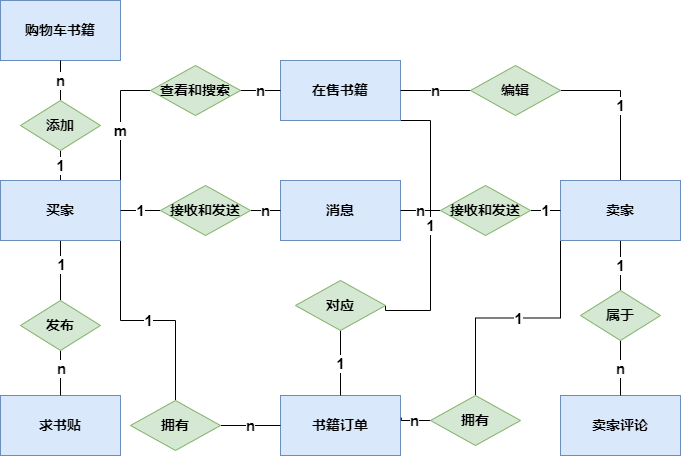 购物车书籍
n
添加
1
查看和搜索
n
在售书籍
n
编辑
m
1
买家
1
接收和发送
n
消息
n
接收和发送
1
卖家
1
1
1
发布
对应
属于
1
1
n
1
n
求书贴
拥有
n
书籍订单
n
拥有
卖家评论